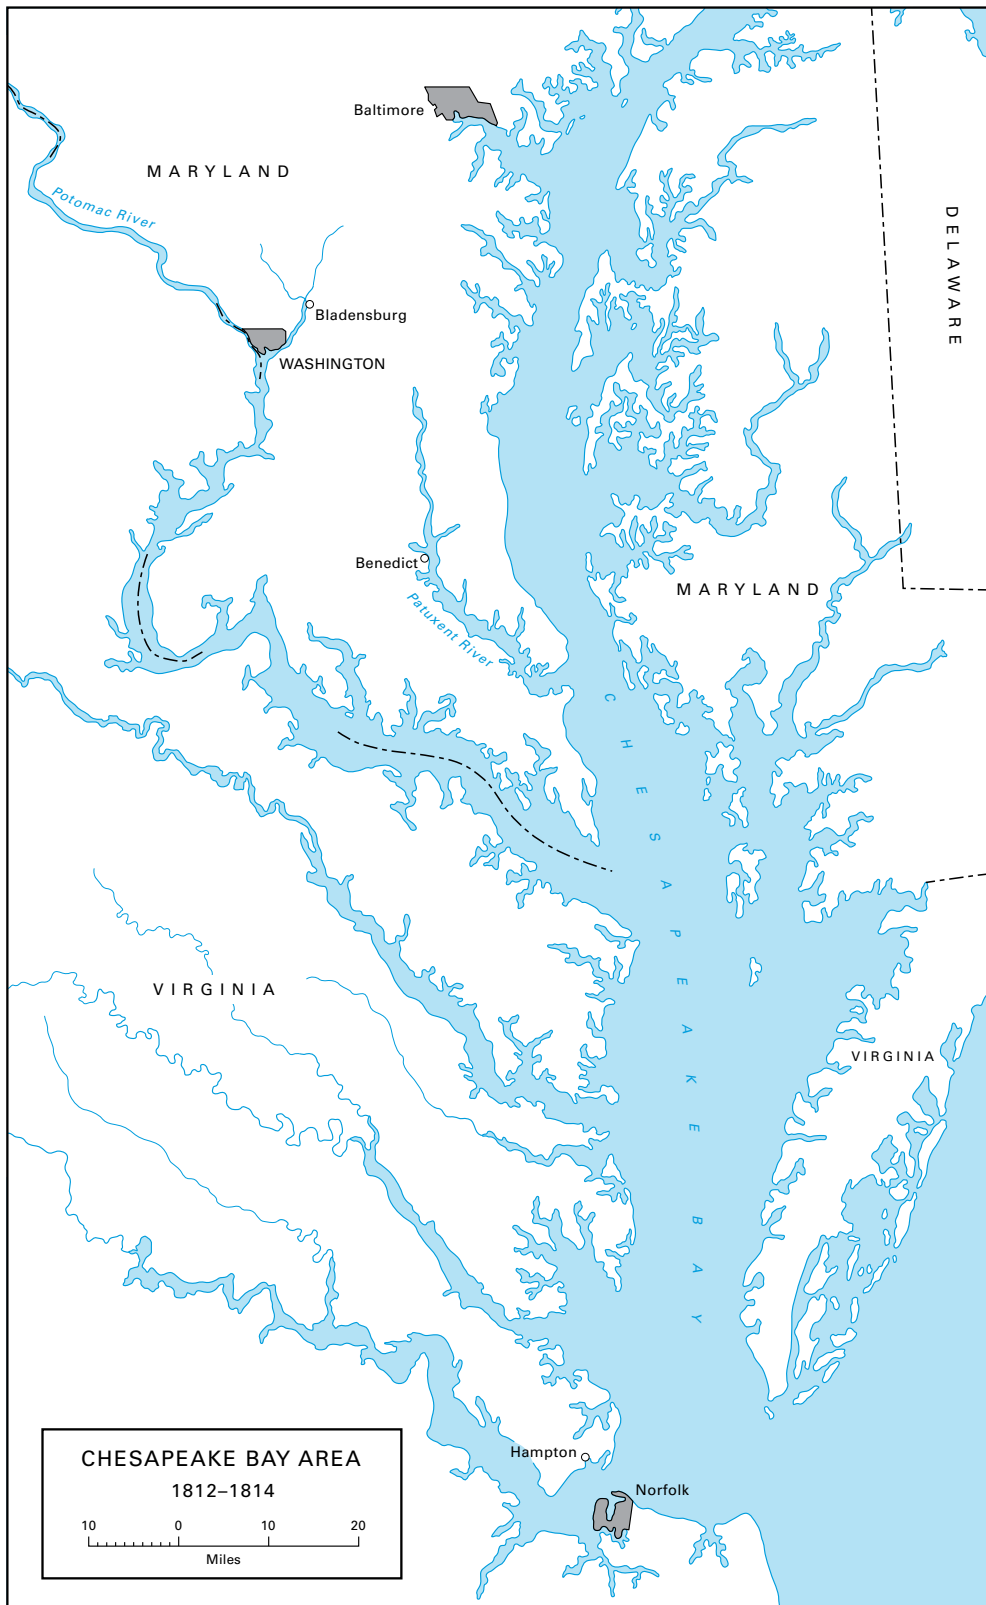 Baltimore
MARYLAND
Potomac River
DELAWARE
Bladensburg
WASHINGTON
Benedict
Patuxent River
MARYLAND
CHESAPEAKE BAY
VIRGINIA
VIRGINIA
Hampton
Norfolk
CHESAPEAKE BAY AREA
1812–1814
10 0 10 20
Miles